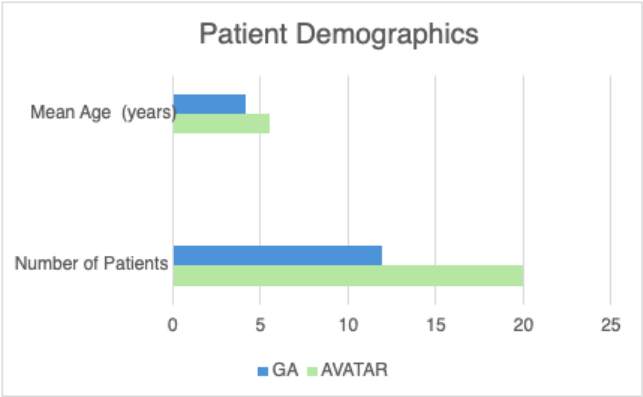 Patient Demographics
Mean Age (years)
Number of Patients
0 5 10 15 20 25
GA AVATAR